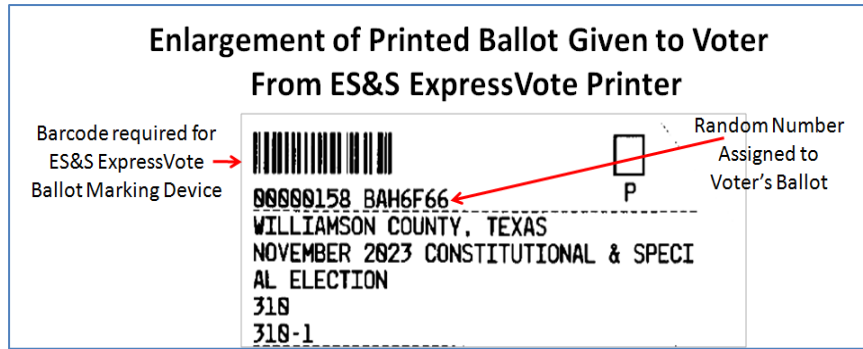 Enlargement of Printed Ballot Given to Voter
From ES&S ExpressVote Printer
Barcode required for
ES&S ExpressVote
Ballot Marking Device
Random Number
Assigned to
Voter's Ballot
P
00000158 BAH6F66
WILLIAMSON COUNTY, TEXAS
NOVEMBER 2023 CONSTITUTIONAL & SPECI
AL ELECTION
310
310-1